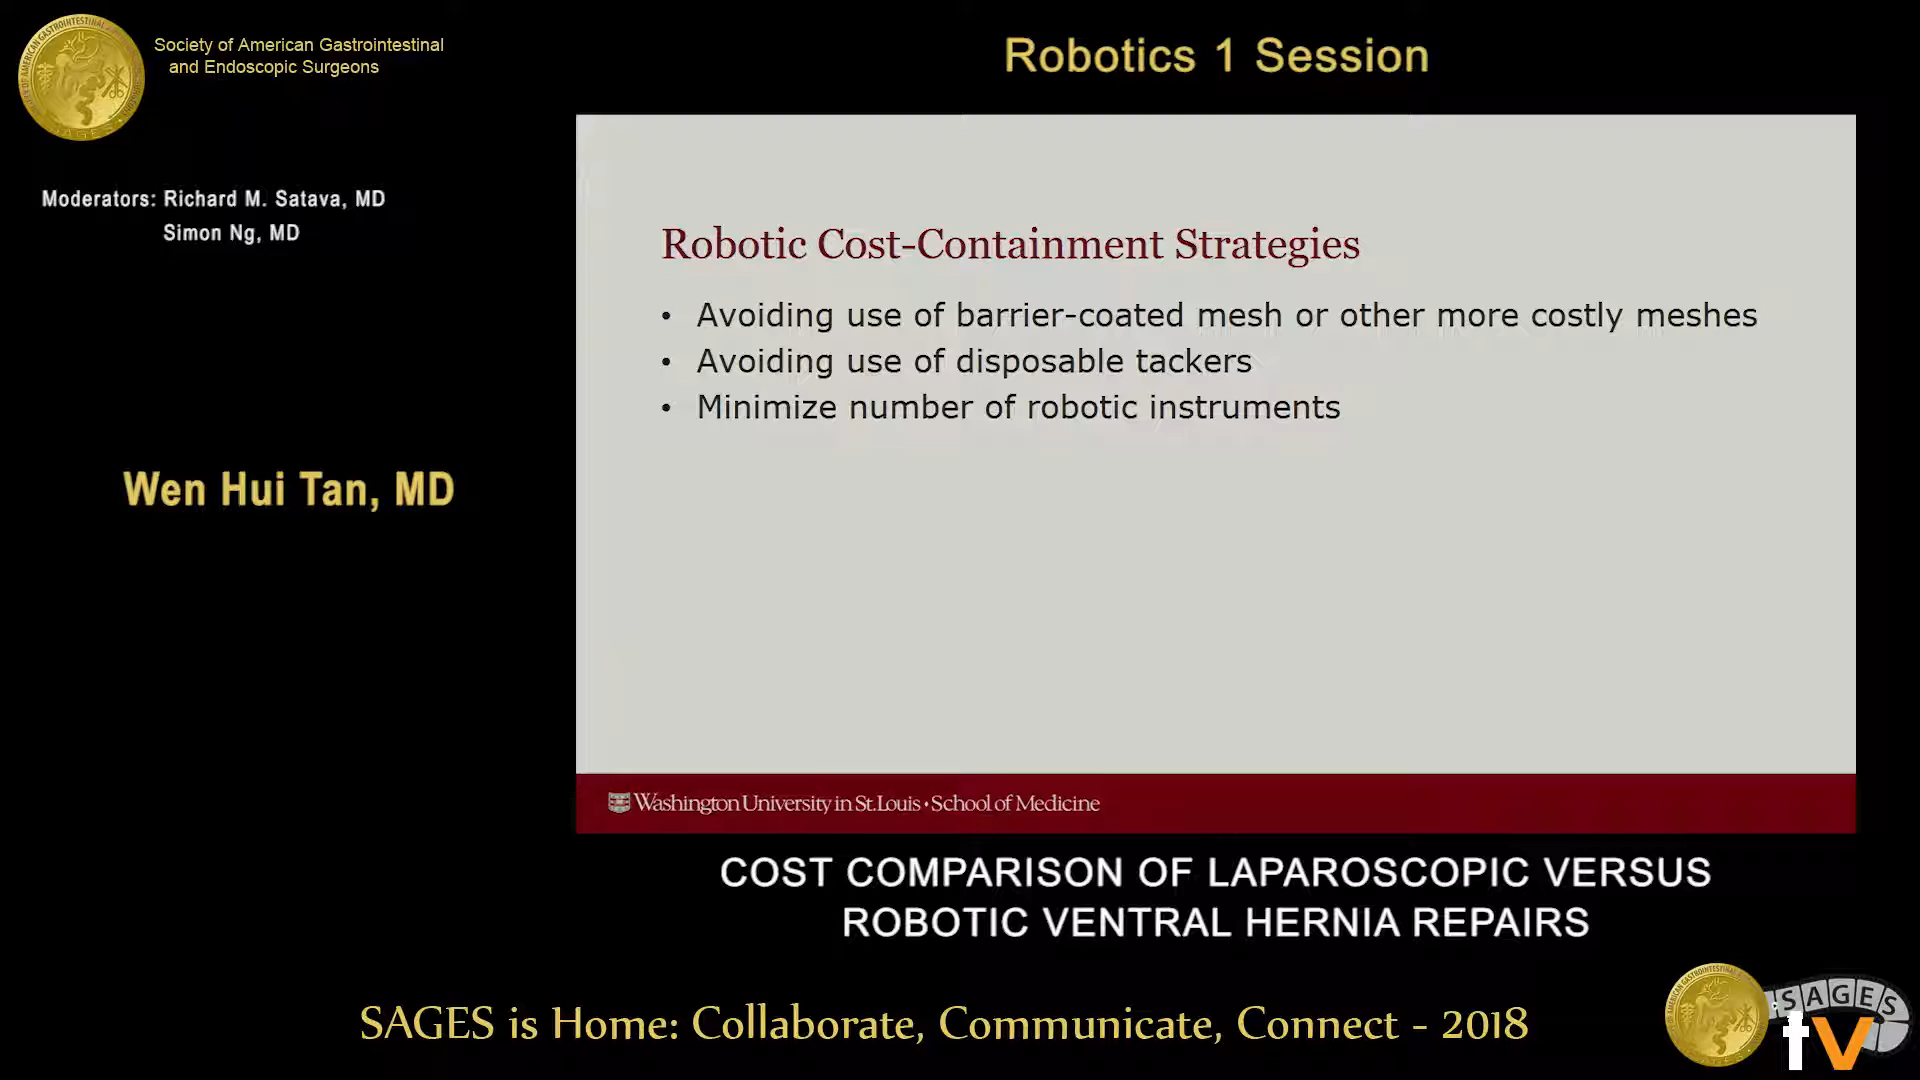 Society of American Gastrointestinal
and Endoscopic Surgeons
Robotics 1 Session
Moderators: Richard M. Satava, MD
Simon Ng, MD
Wen Hui Tan, MD
Robotic Cost-Containment Strategies
• Avoiding use of barrier-coated mesh or other more costly meshes
• Avoiding use of disposable tackers
• Minimize number of robotic instruments
Washington University in St. Louis • School of Medicine
COST COMPARISON OF LAPAROSCOPIC VERSUS
ROBOTIC VENTRAL HERNIA REPAIRS
SAGES is Home: Collaborate, Communicate, Connect - 2018
SAGES
tv